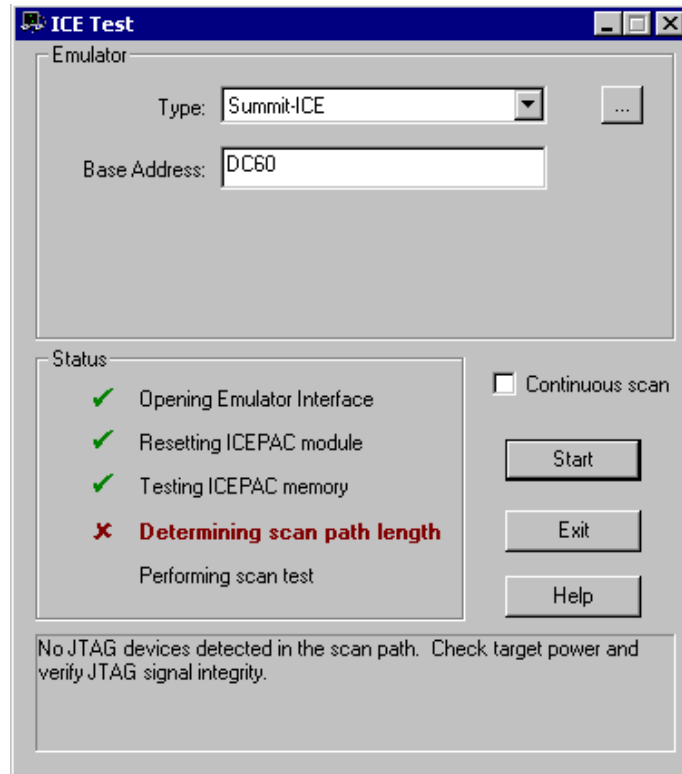 ICE Test
Emulator
Type: Summit-ICE ...
Base Address: DC60
Status
Opening Emulator Interface
Resetting ICEPAC module
Testing ICEPAC memory
Determining scan path length
Performing scan test
Continuous scan
Start
Exit
Help
No JTAG devices detected in the scan path. Check target power and
verify JTAG signal integrity.